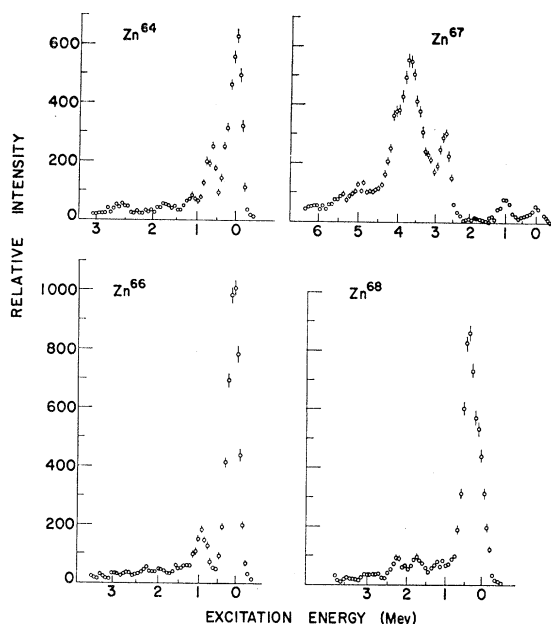 Zn64
Zn67
600
400
200
0
3 2 1 0
6 5 4 3 2 1 0
RELATIVE INTENSITY
Zn66
Zn68
1000
800
600
400
200
0
3 2 1 0
3 2 1 0
EXCITATION ENERGY (Mev)